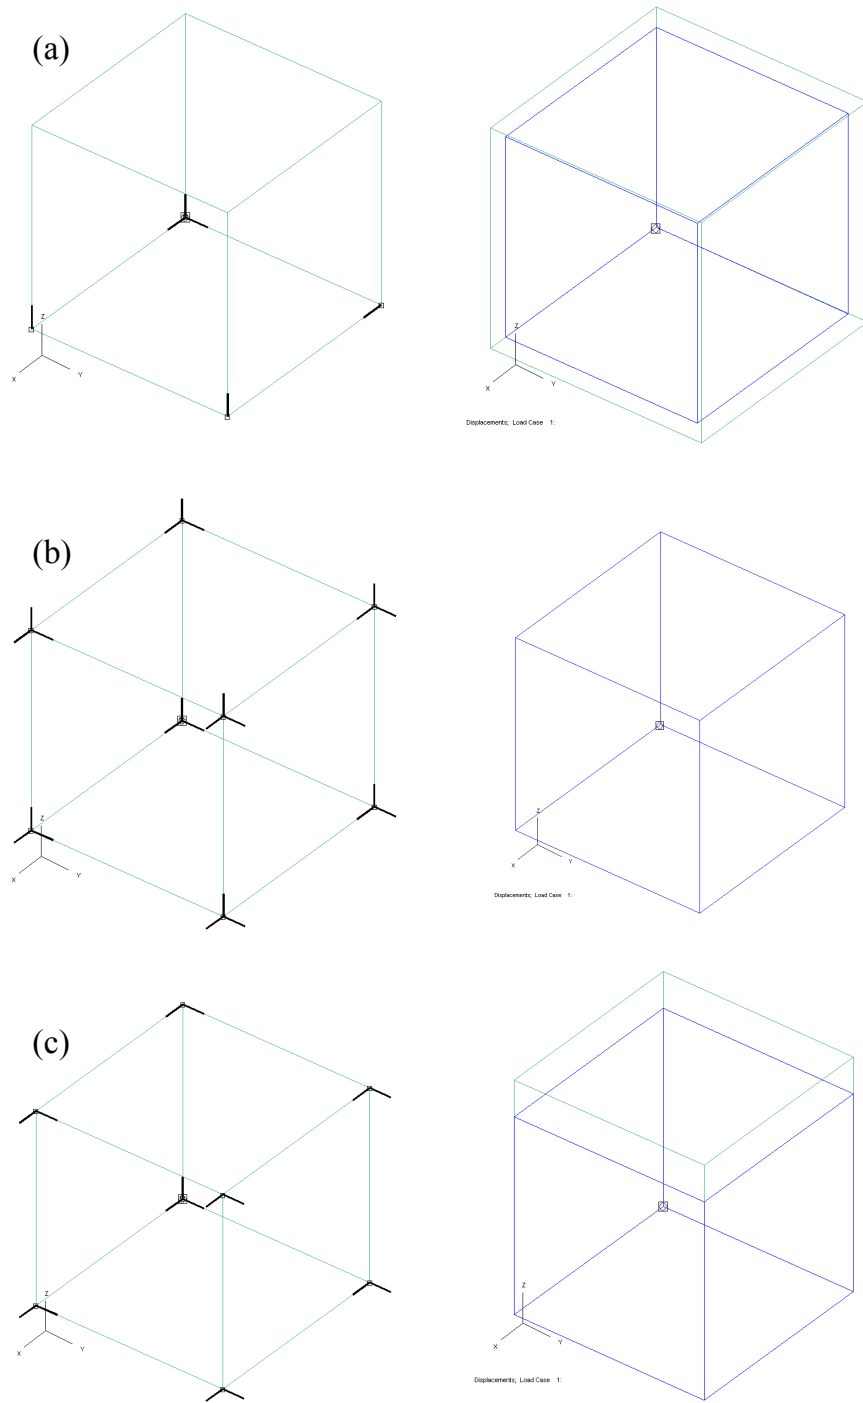 (a)
Z
X
Y
Z
X
Y
Displacements; Load Case 1:
(b)
Z
X
Y
Z
X
Y
Displacements; Load Case 1:
(c)
Z
X
Y
Z
X
Y
Displacements; Load Case 1: